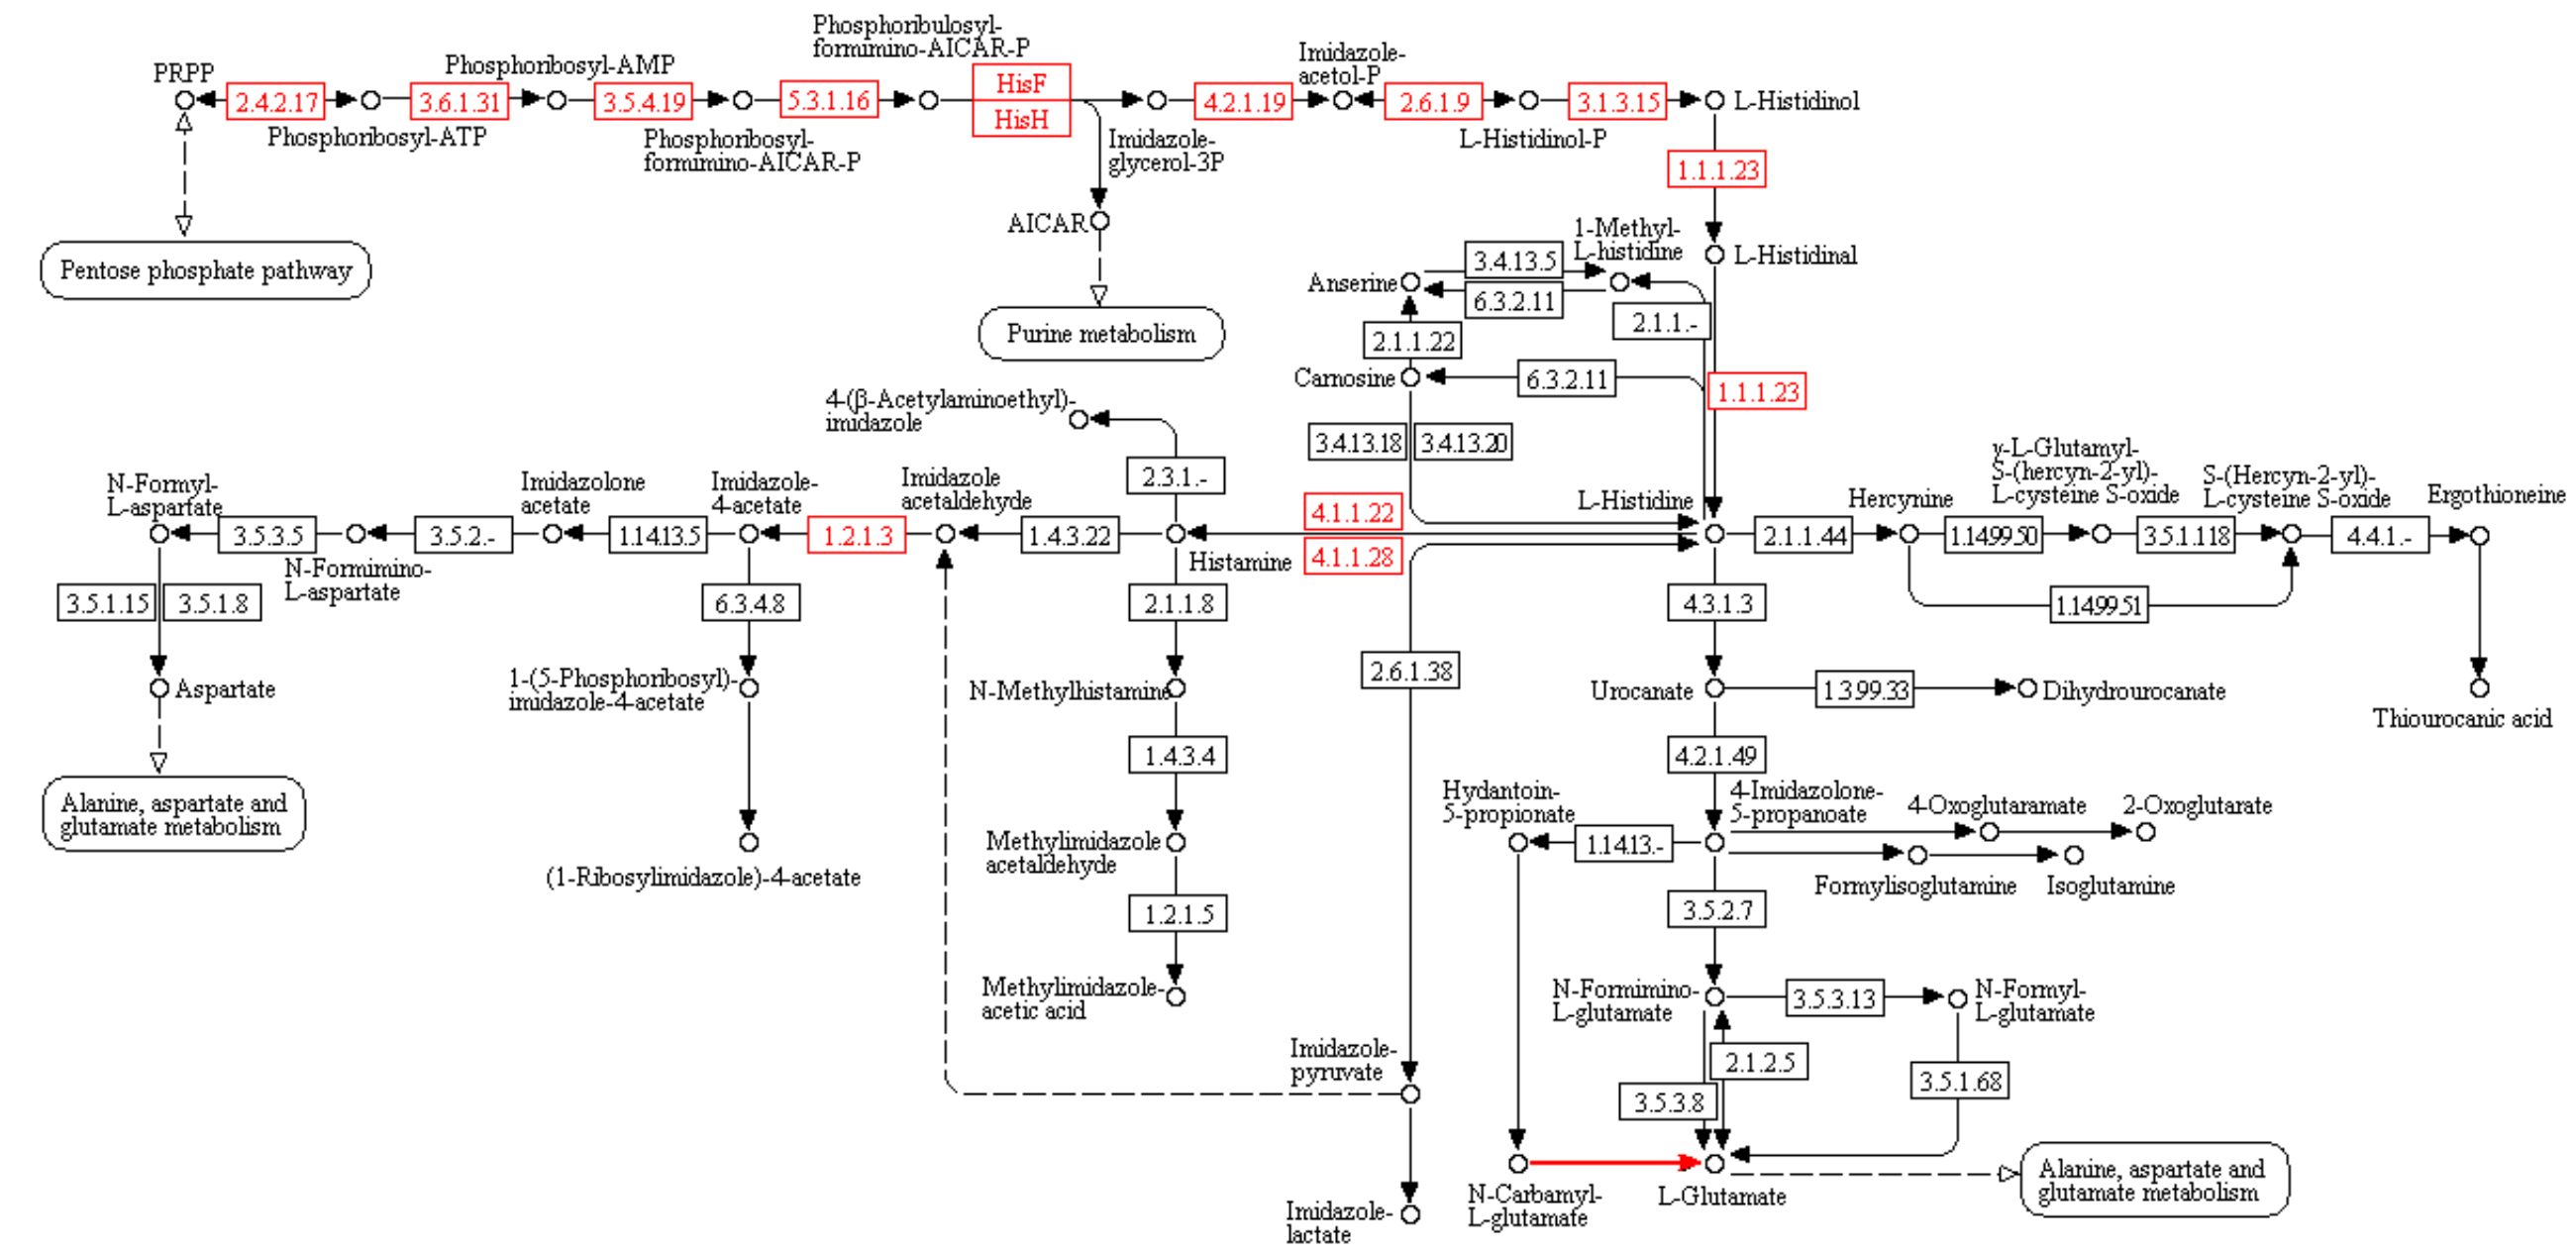 Phosphoribulosyl-
formimino-AICAR-P
PRPP
Phosphoribosyl-AMP
Imidazole-
acetol-P
2.4.2.17
3.6.1.31
3.5.4.19
5.3.1.16
HisF
HisH
4.2.1.19
2.6.1.9
3.1.3.15
L-Histidinol
Phosphoribosyl-ATP
Phosphoribosyl-
formimino-AICAR-P
Imidazole-
glycerol-3P
L-Histidinol-P
1.1.1.23
AICAR
Pentose phosphate pathway
Purine metabolism
1-Methyl-
L-histidine
L-Histidinal
Anserine
3.4.13.5
6.3.2.11
2.1.1.-
2.1.1.22
Carnosine
6.3.2.11
1.1.1.23
3.4.13.18
3.4.13.20
4-(β-Acetylaminoethyl)-
imidazole
2.3.1.-
N-Formyl-
L-aspartate
Imidazolone
acetate
Imidazole-
4-acetate
Imidazole
acetaldehyde
L-Histidine
Hercynine
γ-L-Glutamyl-
S-(hercyn-2-yl)-
L-cysteine S-oxide
S-(Hercyn-2-yl)-
L-cysteine S-oxide
Ergothioneine
3.5.3.5
3.5.2.-
1.14.13.5
1.2.1.3
1.4.3.22
4.1.1.22
4.1.1.28
2.1.1.44
1.14.99.50
3.5.1.118
4.4.1.-
N-Formimino-
L-aspartate
Histamine
3.5.1.15
3.5.1.8
6.3.4.8
2.1.1.8
4.3.1.3
1.14.99.51
Aspartate
1-(5-Phosphoribosyl)-
imidazole-4-acetate
N-Methylhistamine
2.6.1.38
Urocanate
1.3.99.33
Dihydrourocanate
Thiourocanic acid
1.4.3.4
4.2.1.49
Alanine, aspartate and
glutamate metabolism
(1-Ribosylimidazole)-4-acetate
Methylimidazole
acetaldehyde
Hydantoin-
5-propionate
1.14.13.-
4-Imidazolone-
5-propanoate
4-Oxoglutaramate
2-Oxoglutarate
Formylisoglutamine
Isoglutamine
1.2.1.5
3.5.2.7
Methylimidazole-
acetic acid
N-Formimino-
L-glutamate
3.5.3.13
N-Formyl-
L-glutamate
Imidazole-
pyruvate
2.1.2.5
3.5.3.8
3.5.1.68
N-Carbamyl-
L-glutamate
L-Glutamate
Alanine, aspartate and
glutamate metabolism
Imidazole-
lactate